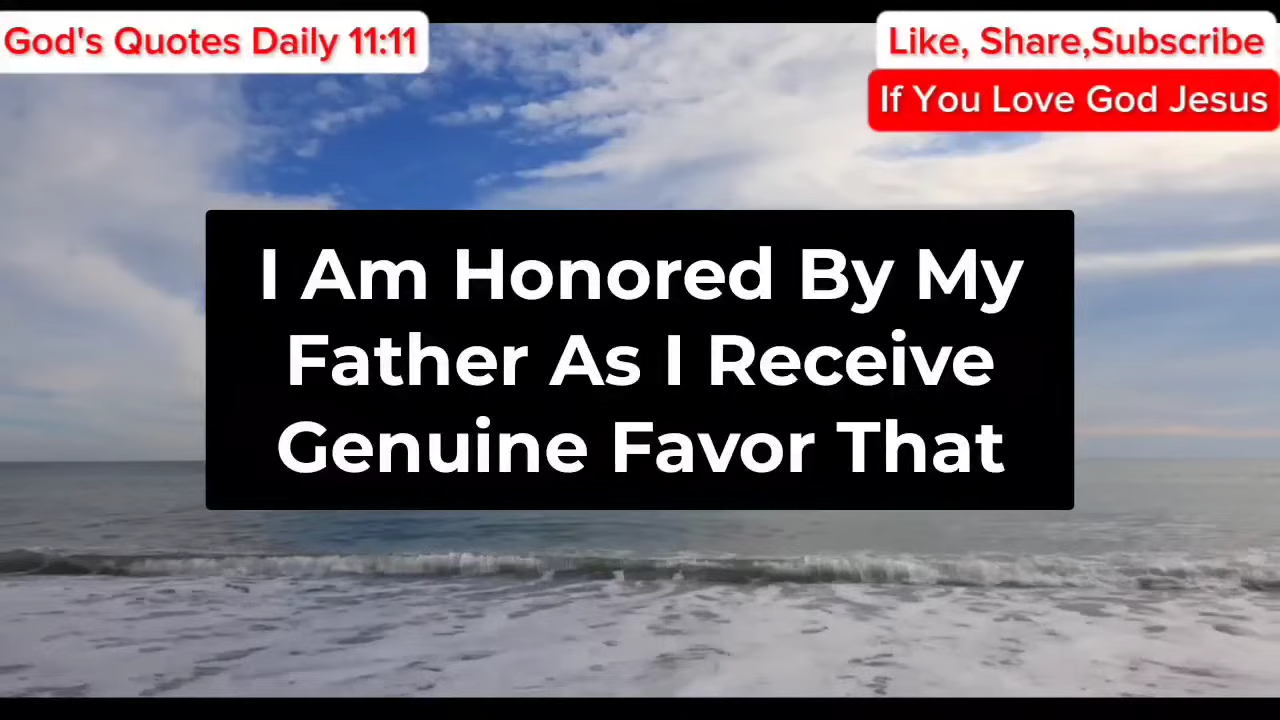 God's Quotes Daily 11:11
Like, Share,Subscribe
If You Love God Jesus
I Am Honored By My
Father As I Receive
Genuine Favor That